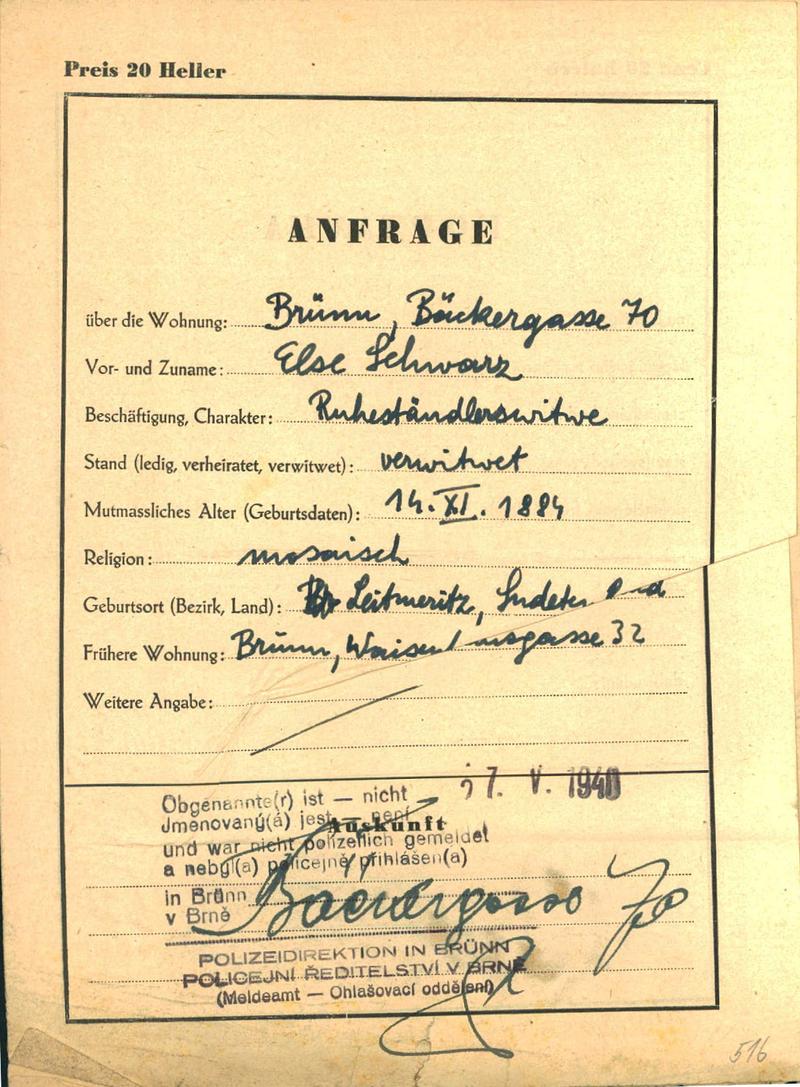 Preis 20 Heller
ANFRAGE
über die Wohnung: Brünn, Bäckergasse 70
Vor- und Zuname: Else Schwarz
Beschäftigung, Charakter: Ruheständlerswitwe
Stand (ledig, verheiratet, verwitwet): verwitwet
Mutmassliches Alter (Geburtsdaten): 14. XI. 1884
Religion: mosaisch
Geburtsort (Bezirk, Land): Leitmeritz,
Frühere Wohnung: Brünn, 32
Weitere Angabe:
7. V. 1940
Obgenannte(r) ist — nicht
Jmenovaný(á) jest — není
Auskunft
und war nicht polizeilich gemeldet
a nebyl(a) policejně přihlášen(a)
in Brünn
v Brně
Bäckergasse 70
POLIZEIDIREKTION IN BRÜNN
POLICEJNÍ ŘEDITELSTVÍ V BRNĚ
(Meldeamt — Ohlašovací oddělení)
516